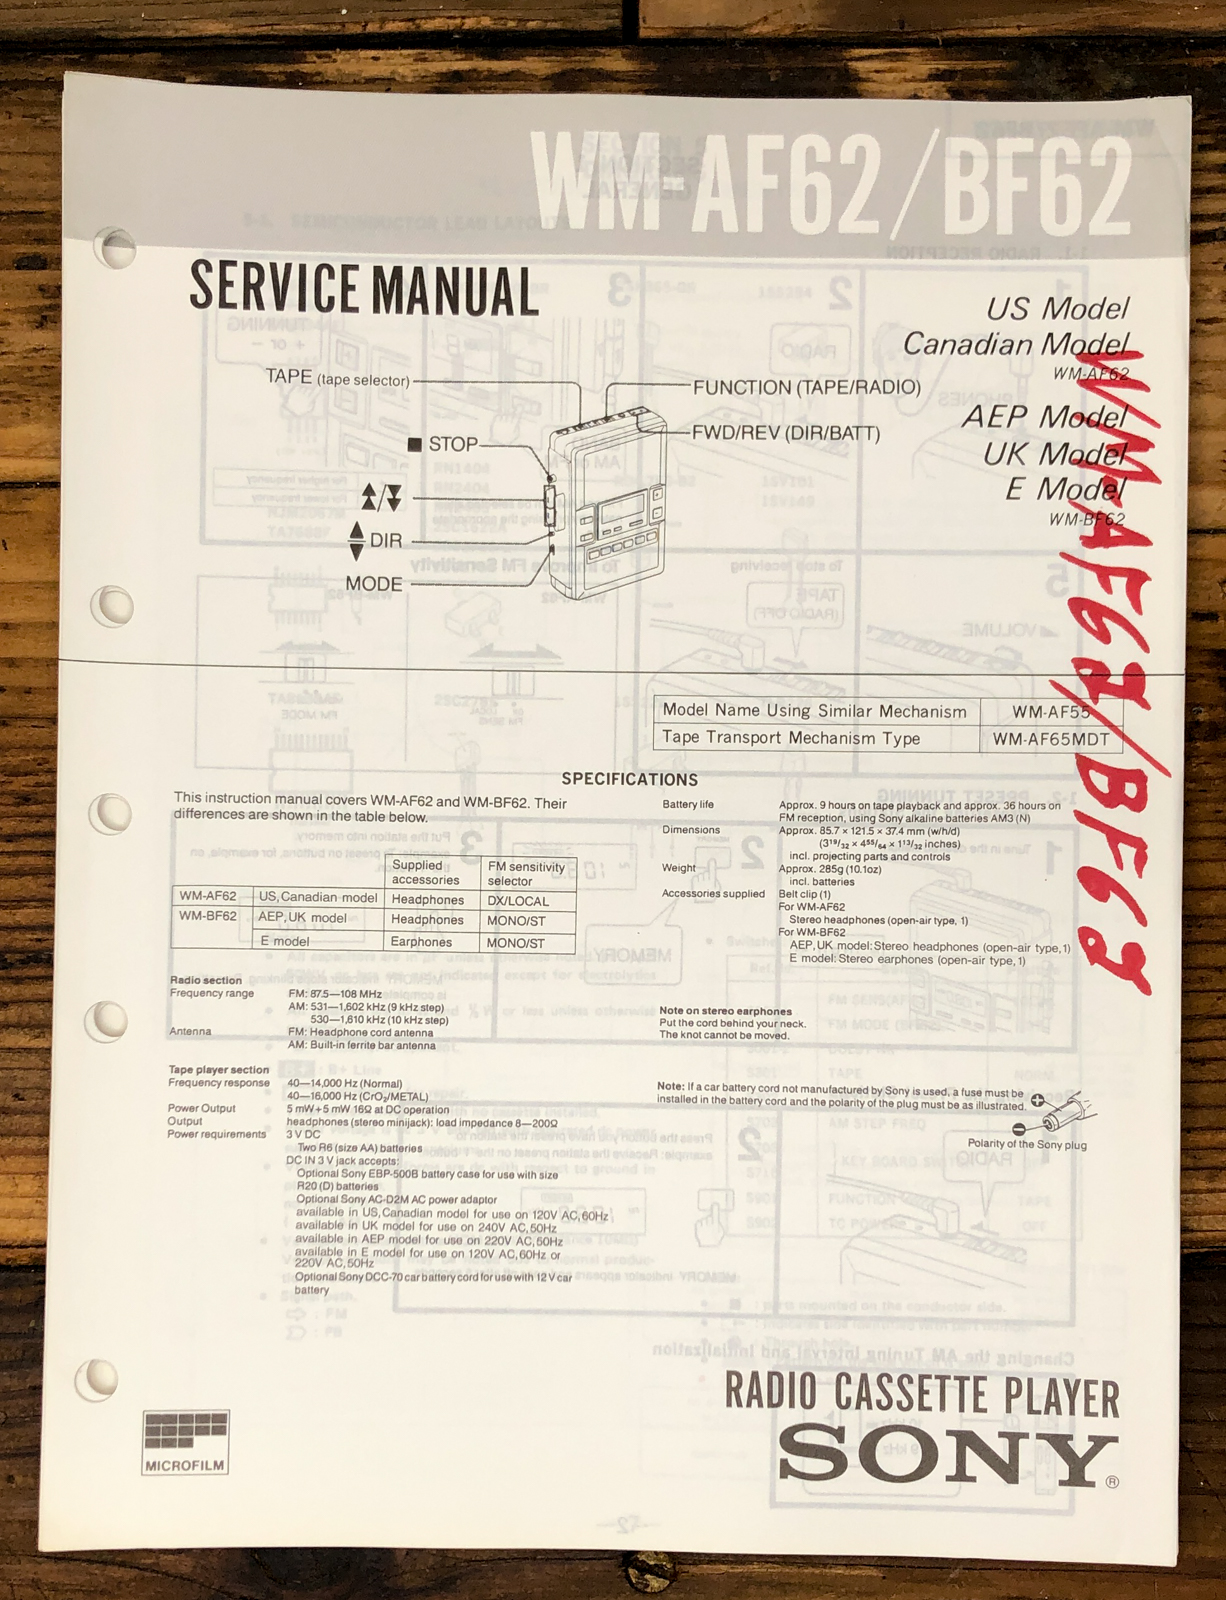 WM-AF62/BF62
SERVICE MANUAL
US Model
Canadian Model
WM-AF62
AEP Model
UK Model
E Model
WM-BF62
WM-AF62/BF62
TAPE (tape selector)
FUNCTION (TAPE/RADIO)
FWD/REV (DIR/BATT)
■ STOP
DIR
MODE
Model Name Using Similar Mechanism WM-AF55
Tape Transport Mechanism Type WM-AF65MDT
SPECIFICATIONS
This instruction manual covers WM-AF62 and WM-BF62. Their
differences are shown in the table below.
Supplied accessories FM sensitivity selector
WM-AF62 US, Canadian model Headphones DX/LOCAL
WM-BF62 AEP, UK model Headphones MONO/ST
E model Earphones MONO/ST
Radio section
Frequency range FM: 87.5—108 MHz
AM: 531—1,602 kHz (9 kHz step)
530—1,610 kHz (10 kHz step)
Antenna FM: Headphone cord antenna
AM: Built-in ferrite bar antenna
Tape player section
Frequency response 40—14,000 Hz (Normal)
40—16,000 Hz (CrO₂/METAL)
Power Output 5 mW+5 mW 16Ω at DC operation
Output headphones (stereo minijack): load impedance 8—200Ω
Power requirements 3 V DC
Two R6 (size AA) batteries
DC IN 3 V jack accepts:
Optional Sony EBP-500B battery case for use with size
R20 (D) batteries
Optional Sony AC-D2M AC power adaptor
available in US, Canadian model for use on 120V AC, 60Hz
available in UK model for use on 240V AC, 50Hz
available in AEP model for use on 220V AC, 60Hz
available in E model for use on 120V AC, 60Hz or
220V AC, 50Hz
Optional Sony DCC-70 car battery cord for use with 12 V car
battery
Battery life Approx. 9 hours on tape playback and approx. 36 hours on
FM reception, using Sony alkaline batteries AM3 (N)
Dimensions Approx. 85.7 × 121.5 × 37.4 mm (w/h/d)
(3 19/32 × 4 55/64 × 1 13/32 inches)
incl. projecting parts and controls
Weight Approx. 285g (10.1oz)
incl. batteries
Accessories supplied Belt clip (1)
For WM-AF62
Stereo headphones (open-air type, 1)
For WM-BF62
AEP, UK model: Stereo headphones (open-air type, 1)
E model: Stereo earphones (open-air type, 1)
Note on stereo earphones
Put the cord behind your neck.
The knot cannot be moved.
Note: If a car battery cord not manufactured by Sony is used, a fuse must be
installed in the battery cord and the polarity of the plug must be as illustrated.
Polarity of the Sony plug
MICROFILM
RADIO CASSETTE PLAYER
SONY®